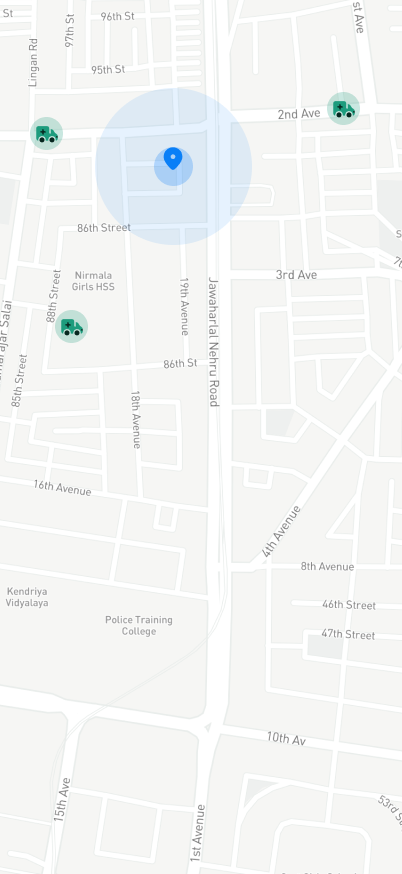 St
97th St
96th St
st Ave
Lingan Rd
95th St
2nd Ave
86th Street
S
Nirmala
Girls HSS
88th Street
19th Avenue
Jawaharlal Nehru Road
3rd Ave
marajar Salai
85th Street
86th St
18th Avenue
16th Avenue
4th Avenue
8th Avenue
Kendriya
Vidyalaya
46th Street
Police Training
College
47th Street
10th Av
15th Ave
1st Avenue
53rd S